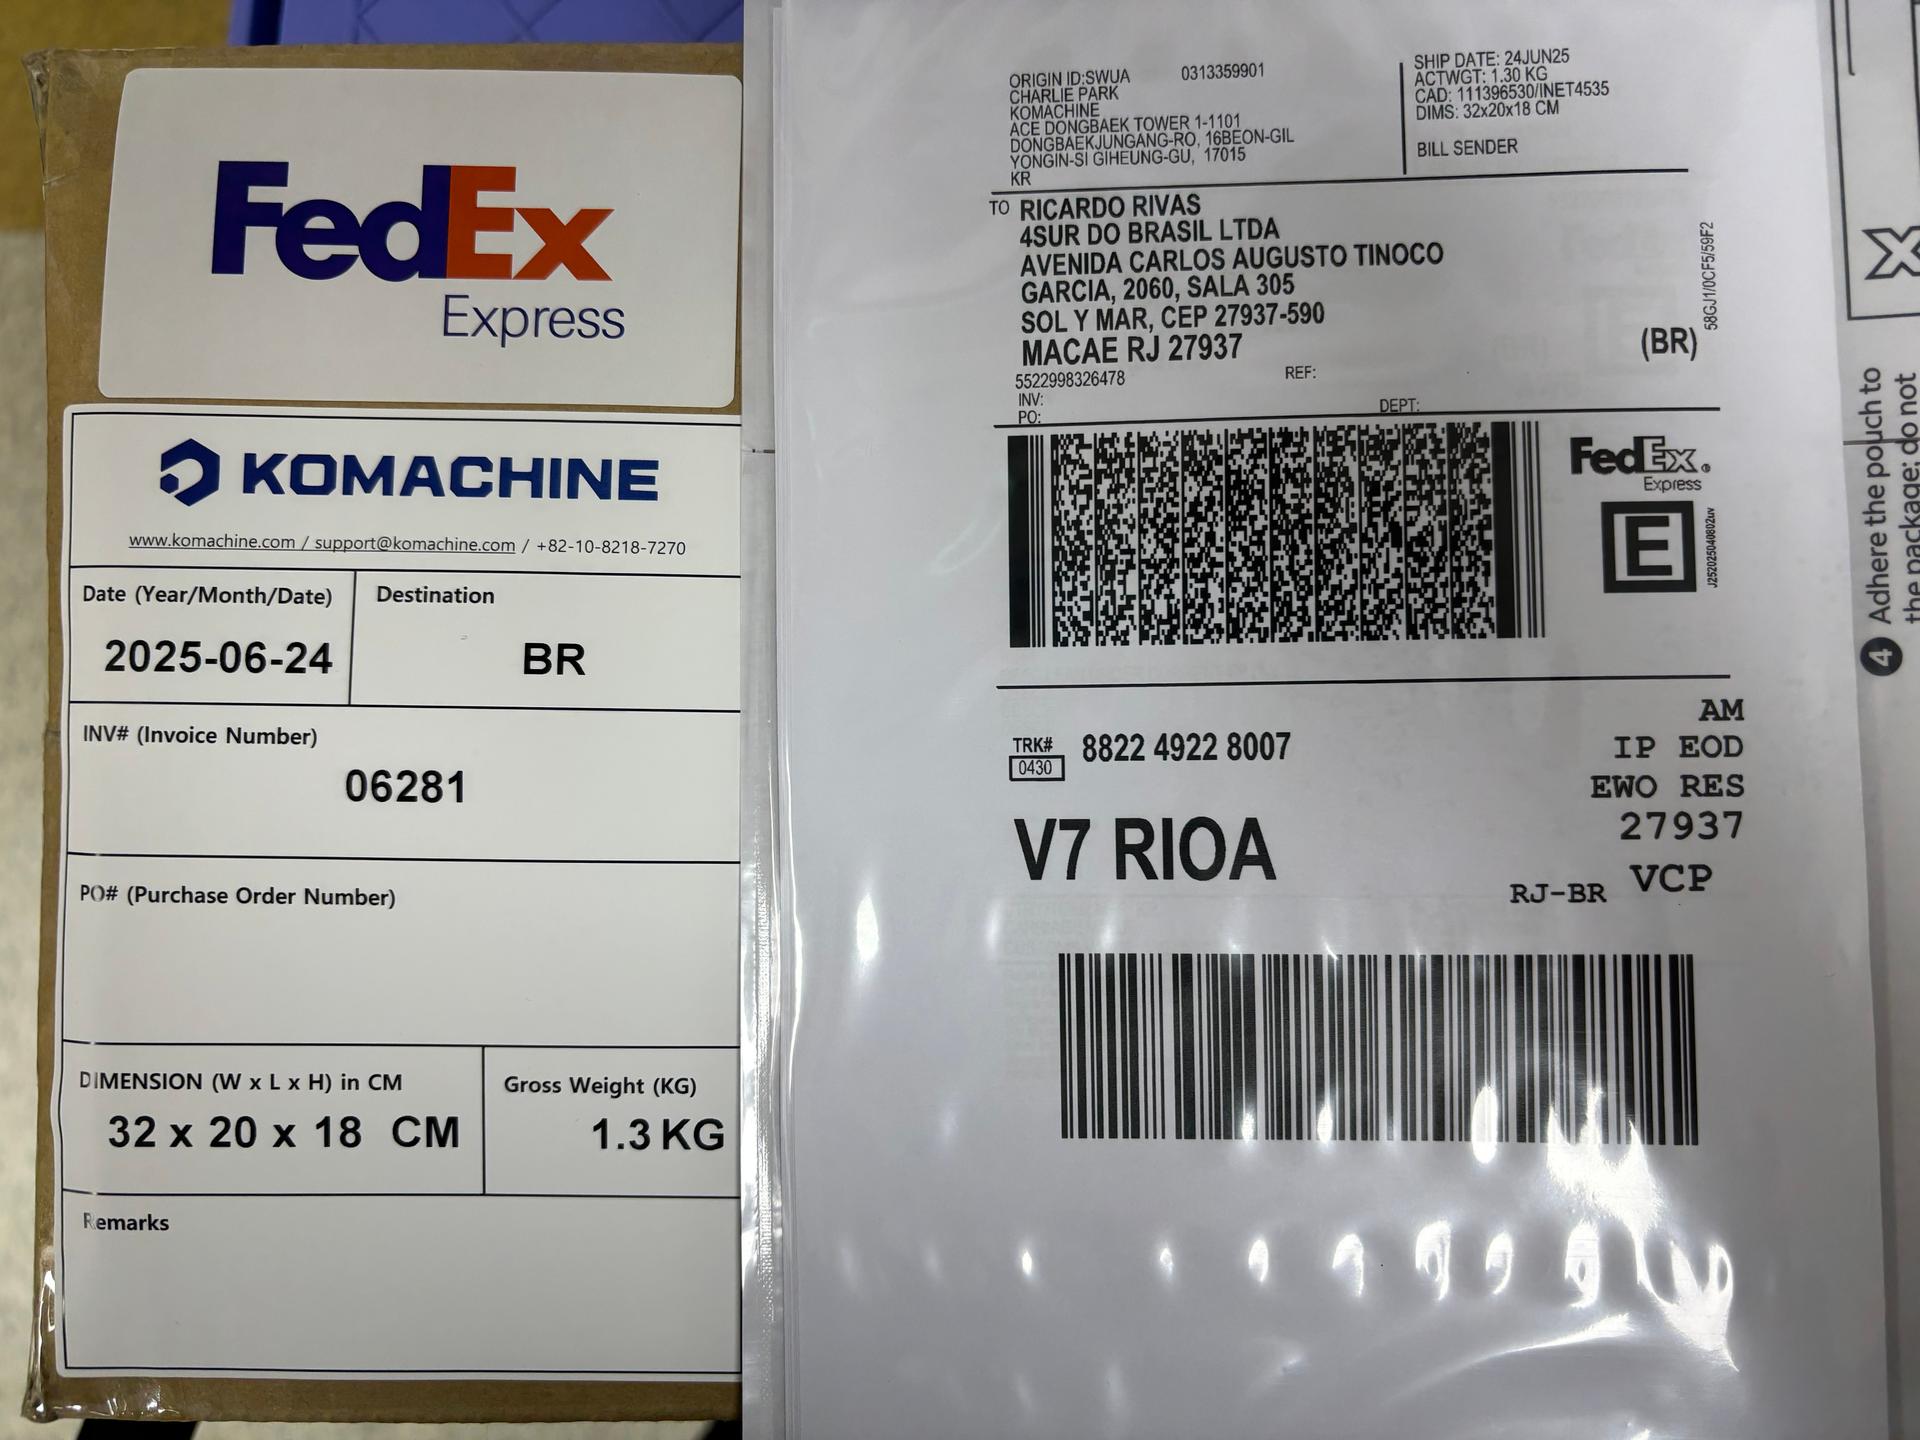 FedEx
Express
KOMACHINE
www.komachine.com / support@komachine.com / +82-10-8218-7270
Date (Year/Month/Date)
Destination
2025-06-24
BR
INV# (Invoice Number)
06281
PO# (Purchase Order Number)
DIMENSION (W x L x H) in CM
Gross Weight (KG)
32 x 20 x 18 CM
1.3 KG
Remarks
ORIGIN ID:SWUA 0313359901
CHARLIE PARK
KOMACHINE
ACE DONGBAEK TOWER 1-1101
DONGBAEKJUNGANG-RO, 16BEON-GIL
YONGIN-SI GIHEUNG-GU, 17015
KR
SHIP DATE: 24JUN25
ACTWGT: 1.30 KG
CAD: 111396530/INET4535
DIMS: 32x20x18 CM
BILL SENDER
TO RICARDO RIVAS
4SUR DO BRASIL LTDA
AVENIDA CARLOS AUGUSTO TINOCO
GARCIA, 2060, SALA 305
SOL Y MAR, CEP 27937-590
MACAE RJ 27937
(BR)
5522998326478
REF:
INV:
PO:
DEPT:
58GJ1/0CF5/59F2
FedEx
Express
E
J252025040802uv
TRK#
0430
8822 4922 8007
AM
IP EOD
EWO RES
27937
V7 RIOA
RJ-BR VCP
X
4 Adhere the pouch to
the package; do not